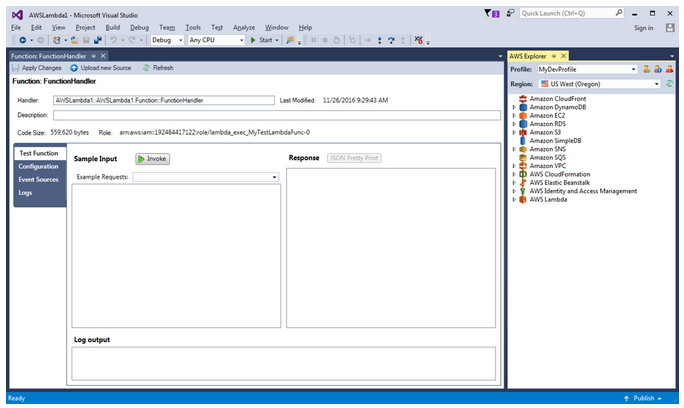 AWSLambda1 - Microsoft Visual Studio
3
Quick Launch (Ctrl+Q)
File Edit View Project Build Debug Team Tools Test Analyze Window Help
Sign in
Debug Any CPU Start
Function: FunctionHandler
Apply Changes Upload new Source Refresh
Function: FunctionHandler
Handler: AWSLambda1::AWSLambda1.Function::FunctionHandler Last Modified: 11/26/2016 9:29:43 AM
Description:
Code Size: 559,620 bytes Role: arn:aws:iam::192484417122:role/lambda_exec_MyTestLambdaFunc-0
Test Function
Configuration
Event Sources
Logs
Sample Input Invoke
Example Requests:
Response JSON Pretty Print
Log output
AWS Explorer
Profile: MyDevProfile
Region: US West (Oregon)
Amazon CloudFront
Amazon DynamoDB
Amazon EC2
Amazon RDS
Amazon S3
Amazon SimpleDB
Amazon SNS
Amazon SQS
Amazon VPC
AWS CloudFormation
AWS Elastic Beanstalk
AWS Identity and Access Management
AWS Lambda
Ready
Publish